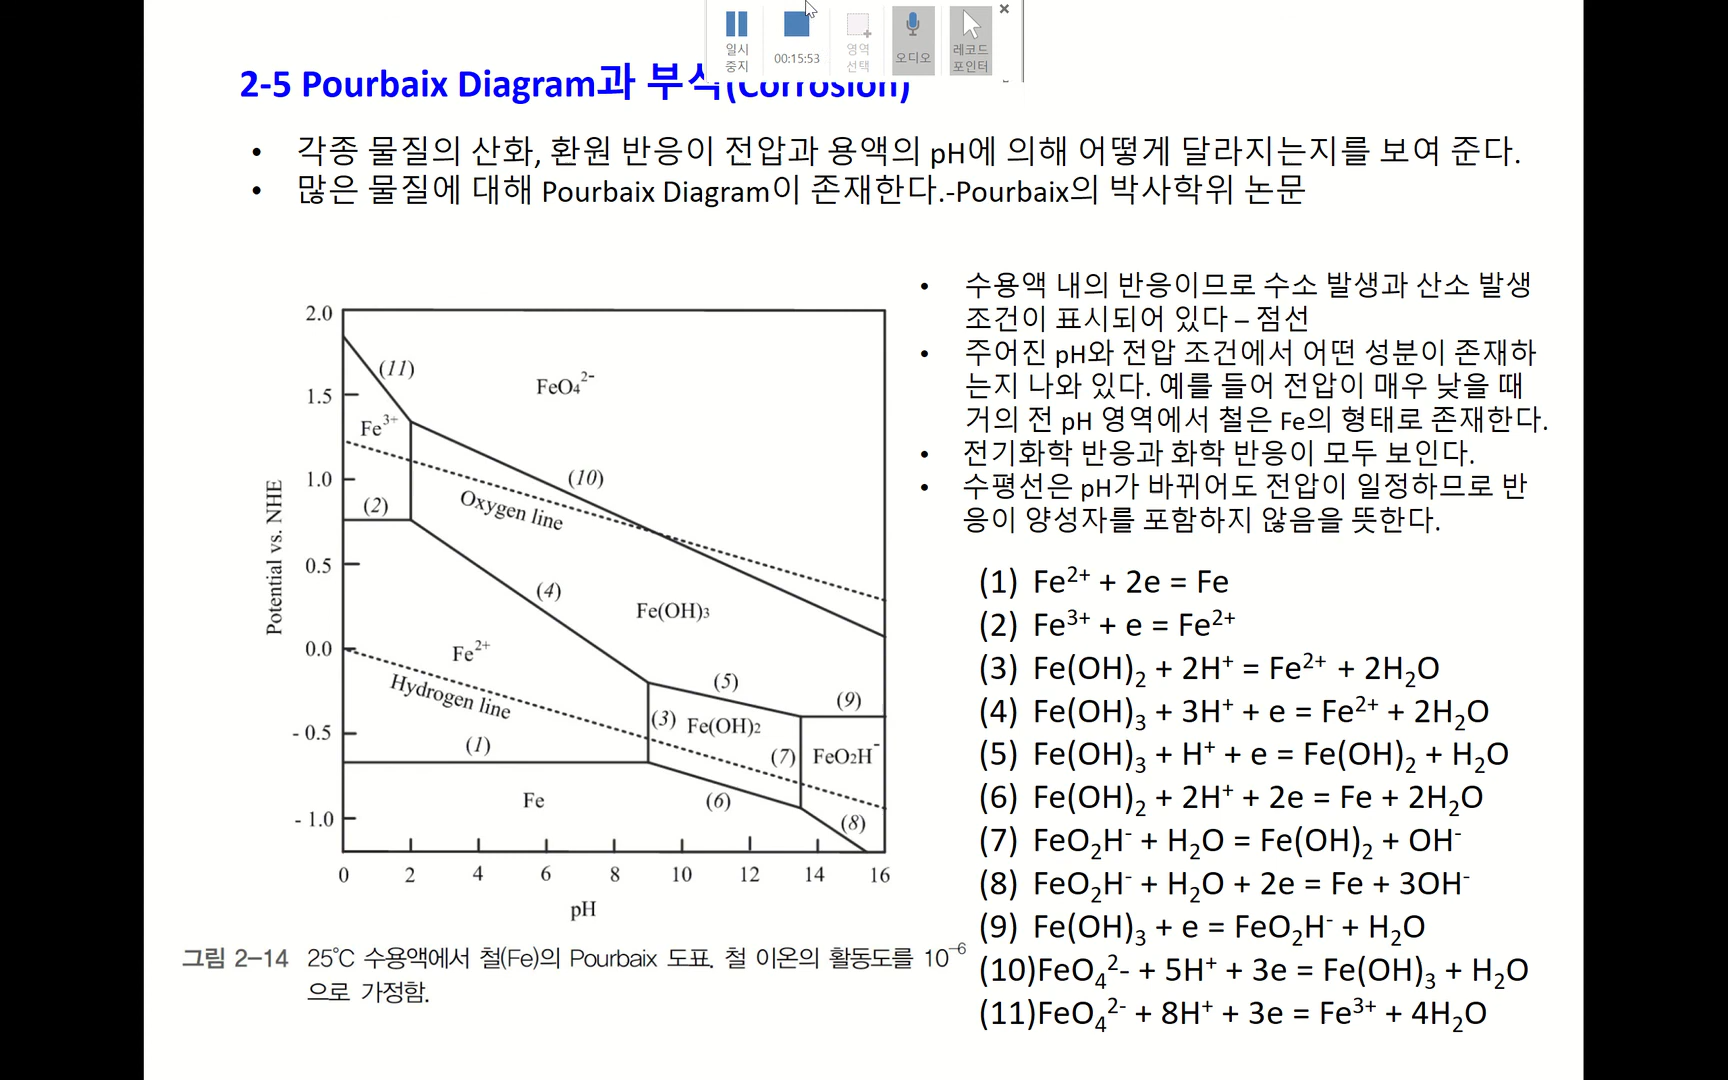 일시
중지
00:15:53
영역
선택
오디오
레코드
포인터
2-5 Pourbaix Diagram과 부식(Corrosion)
• 각종 물질의 산화, 환원 반응이 전압과 용액의 pH에 의해 어떻게 달라지는지를 보여 준다.
• 많은 물질에 대해 Pourbaix Diagram이 존재한다.-Pourbaix의 박사학위 논문
2.0
1.5
1.0
0.5
0.0
- 0.5
- 1.0
Potential vs. NHE
(11)
FeO₄²⁻
Fe³⁺
(10)
(2)
Oxygen line
(4)
Fe(OH)₃
Fe²⁺
Hydrogen line
(5)
(9)
(3) Fe(OH)₂
(1)
(7) FeO₂H⁻
Fe
(6)
(8)
0 2 4 6 8 10 12 14 16
pH
그림 2-14 25℃ 수용액에서 철(Fe)의 Pourbaix 도표. 철 이온의 활동도를 10⁻⁶
으로 가정함.
• 수용액 내의 반응이므로 수소 발생과 산소 발생
조건이 표시되어 있다 – 점선
• 주어진 pH와 전압 조건에서 어떤 성분이 존재하
는지 나와 있다. 예를 들어 전압이 매우 낮을 때
거의 전 pH 영역에서 철은 Fe의 형태로 존재한다.
• 전기화학 반응과 화학 반응이 모두 보인다.
• 수평선은 pH가 바뀌어도 전압이 일정하므로 반
응이 양성자를 포함하지 않음을 뜻한다.
(1) Fe²⁺ + 2e = Fe
(2) Fe³⁺ + e = Fe²⁺
(3) Fe(OH)₂ + 2H⁺ = Fe²⁺ + 2H₂O
(4) Fe(OH)₃ + 3H⁺ + e = Fe²⁺ + 2H₂O
(5) Fe(OH)₃ + H⁺ + e = Fe(OH)₂ + H₂O
(6) Fe(OH)₂ + 2H⁺ + 2e = Fe + 2H₂O
(7) FeO₂H⁻ + H₂O = Fe(OH)₂ + OH⁻
(8) FeO₂H⁻ + H₂O + 2e = Fe + 3OH⁻
(9) Fe(OH)₃ + e = FeO₂H⁻ + H₂O
(10)FeO₄²- + 5H⁺ + 3e = Fe(OH)₃ + H₂O
(11)FeO₄²⁻ + 8H⁺ + 3e = Fe³⁺ + 4H₂O